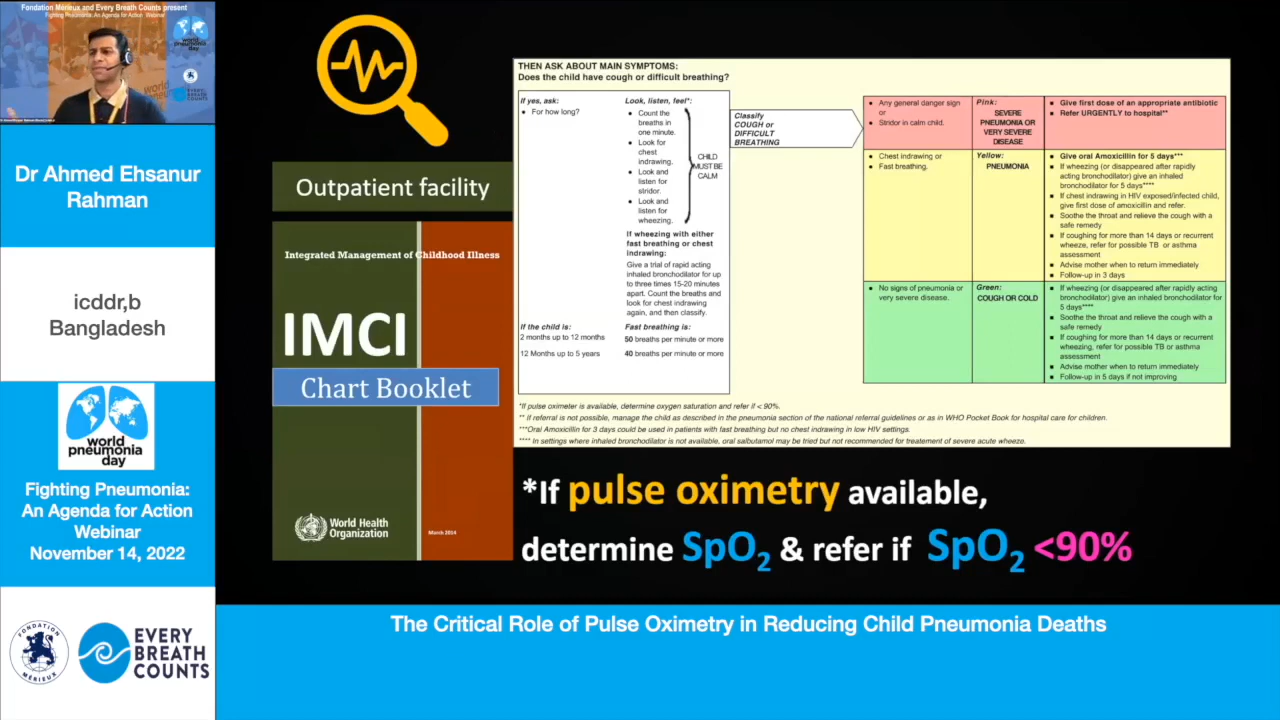 Fondation Mérieux and Every Breath Counts present
Fighting Pneumonia: An Agenda for Action Webinar
world
pneumonia
day
EVERY
BREATH
COUNTS
Dr Ahmed Ehsanur
Rahman
icddr,b
Bangladesh
world
pneumonia
day
Fighting Pneumonia:
An Agenda for Action
Webinar
November 14, 2022
FONDATION
MÉRIEUX
EVERY
BREATH
COUNTS
Outpatient facility
Integrated Management of Childhood Illness
IMCI
Chart Booklet
World Health
Organization
March 2014
THEN ASK ABOUT MAIN SYMPTOMS:
Does the child have cough or difficult breathing?
If yes, ask:
For how long?
Look, listen, feel*:
Count the
breaths in
one minute.
Look for
chest
indrawing.
Look and
listen for
stridor.
Look and
listen for
wheezing.
CHILD
MUST BE
CALM
If wheezing with either
fast breathing or chest
indrawing:
Give a trial of rapid acting
inhaled bronchodilator for up
to three times 15-20 minutes
apart. Count the breaths and
look for chest indrawing
again, and then classify.
If the child is:
Fast breathing is:
2 months up to 12 months
50 breaths per minute or more
12 Months up to 5 years
40 breaths per minute or more
Classify
COUGH or
DIFFICULT
BREATHING
Any general danger sign
or
Stridor in calm child.
Pink:
SEVERE
PNEUMONIA OR
VERY SEVERE
DISEASE
Give first dose of an appropriate antibiotic
Refer URGENTLY to hospital**
Chest indrawing or
Fast breathing.
Yellow:
PNEUMONIA
Give oral Amoxicillin for 5 days***
If wheezing (or disappeared after rapidly
acting bronchodilator) give an inhaled
bronchodilator for 5 days****
If chest indrawing in HIV exposed/infected child,
give first dose of amoxicillin and refer.
Soothe the throat and relieve the cough with a
safe remedy
If coughing for more than 14 days or recurrent
wheeze, refer for possible TB or asthma
assessment
Advise mother when to return immediately
Follow-up in 3 days
No signs of pneumonia or
very severe disease.
Green:
COUGH OR COLD
If wheezing (or disappeared after rapidly acting
bronchodilator) give an inhaled bronchodilator for
5 days****
Soothe the throat and relieve the cough with a
safe remedy
If coughing for more than 14 days or recurrent
wheezing, refer for possible TB or asthma
assessment
Advise mother when to return immediately
Follow-up in 5 days if not improving
*If pulse oximeter is available, determine oxygen saturation and refer if < 90%.
** If referral is not possible, manage the child as described in the pneumonia section of the national referral guidelines or as in WHO Pocket Book for hospital care for children.
***Oral Amoxicillin for 3 days could be used in patients with fast breathing but no chest indrawing in low HIV settings.
**** In settings where inhaled bronchodilator is not available, oral salbutamol may be tried but not recommended for treatement of severe acute wheeze.
*If pulse oximetry available,
determine SpO₂ & refer if SpO₂ <90%
The Critical Role of Pulse Oximetry in Reducing Child Pneumonia Deaths